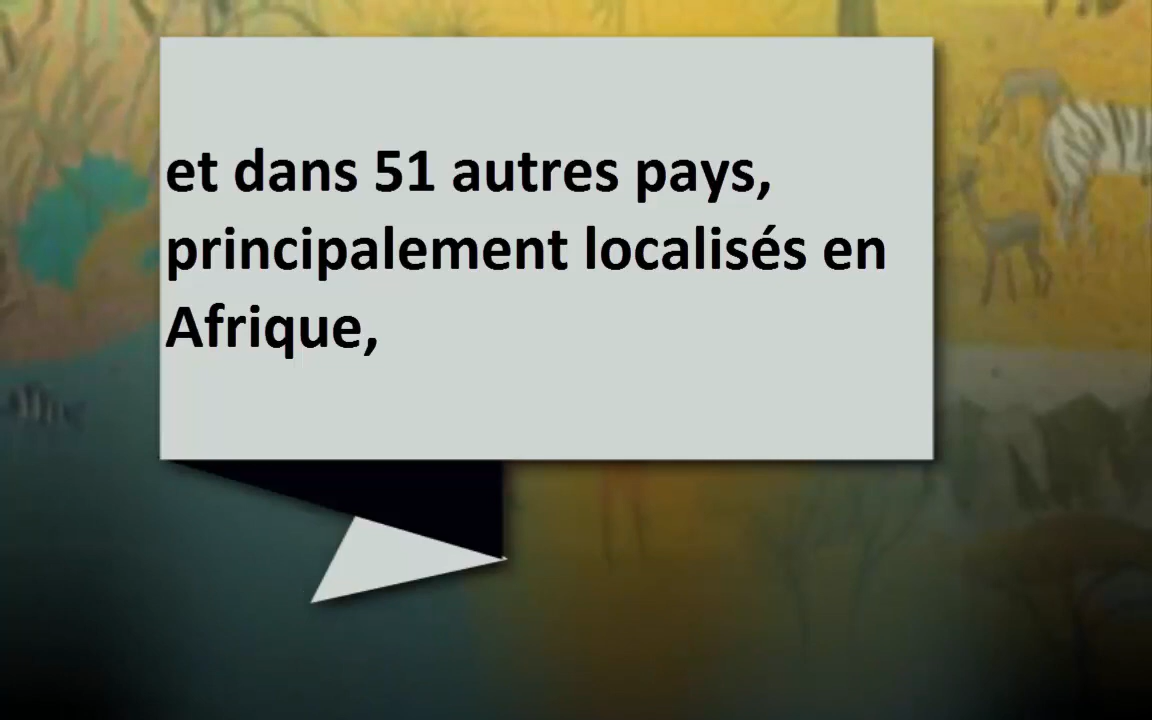 et dans 51 autres pays,
principalement localisés en
Afrique,